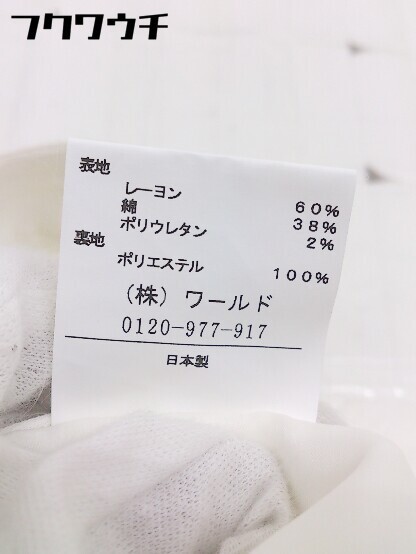 フクワウチ
表地
レーヨン 60%
綿 38%
ポリウレタン 2%
裏地
ポリエステル 100%
(株) ワールド
0120-977-917
日本製